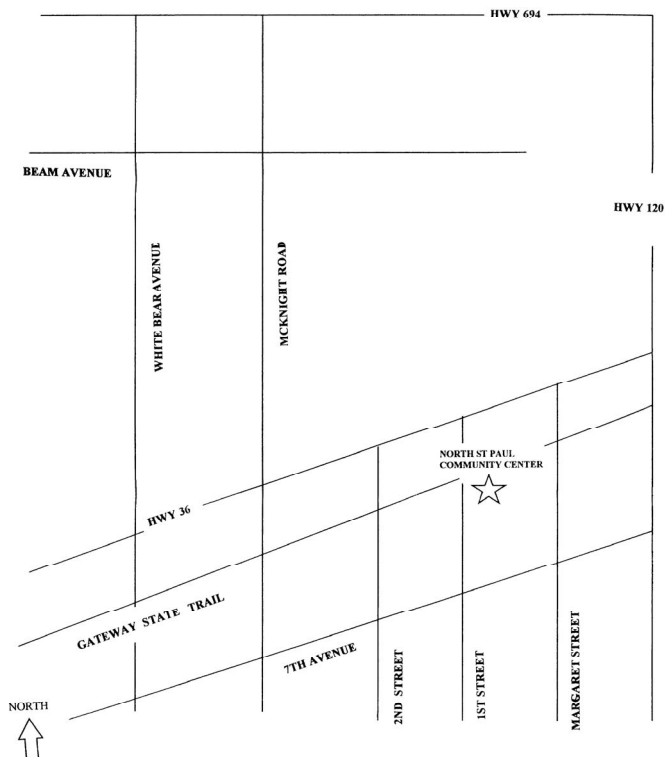 HWY 694
BEAM AVENUE
HWY 120
WHITE BEAR AVENUE
MCKNIGHT ROAD
NORTH ST PAUL
COMMUNITY CENTER
HWY 36
GATEWAY STATE TRAIL
7TH AVENUE
2ND STREET
1ST STREET
MARGARET STREET
NORTH